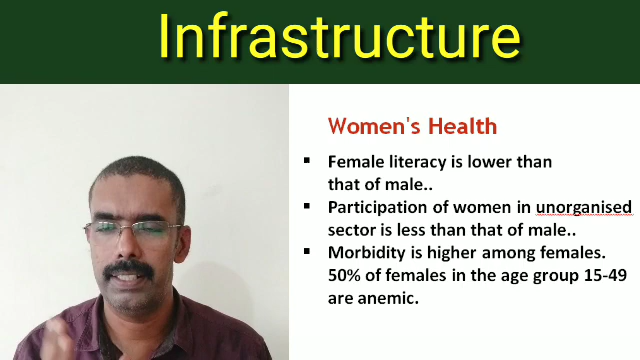 Infrastructure
Women's Health
▪ Female literacy is lower than
that of male..
▪ Participation of women in unorganised
sector is less than that of male..
▪ Morbidity is higher among females.
50% of females in the age group 15-49
are anemic.